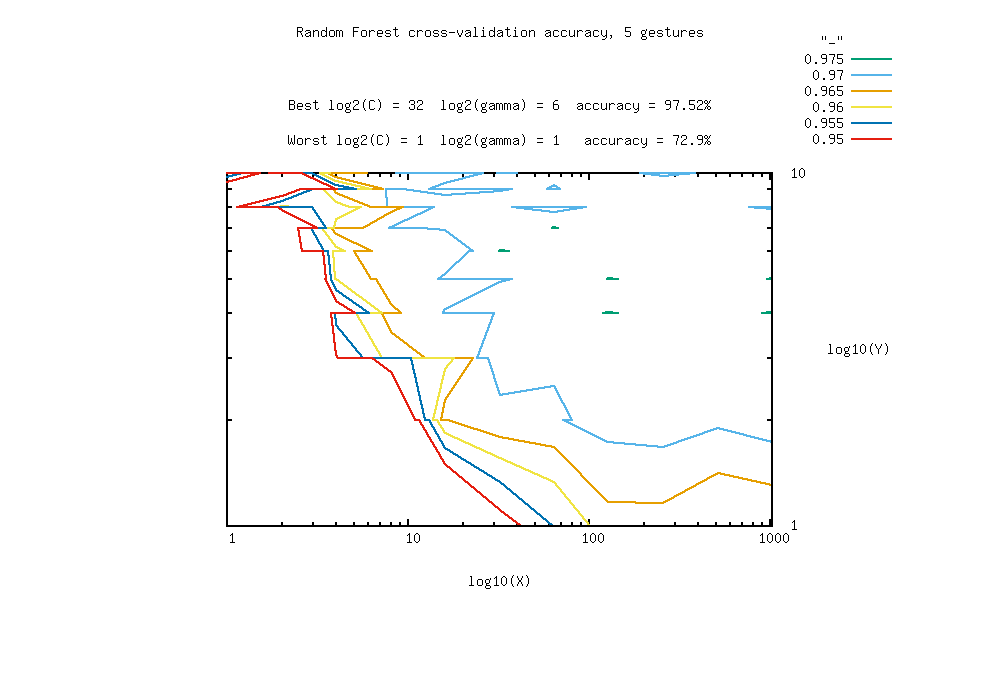 Random Forest cross-validation accuracy, 5 gestures
"_"
0.975
0.97
0.965
0.96
0.955
0.95
Best log2(C) = 32  log2(gamma) = 6  accuracy = 97.52%
Worst log2(C) = 1  log2(gamma) = 1   accuracy = 72.9%
10
log10(Y)
1
1 10 100 1000
log10(X)